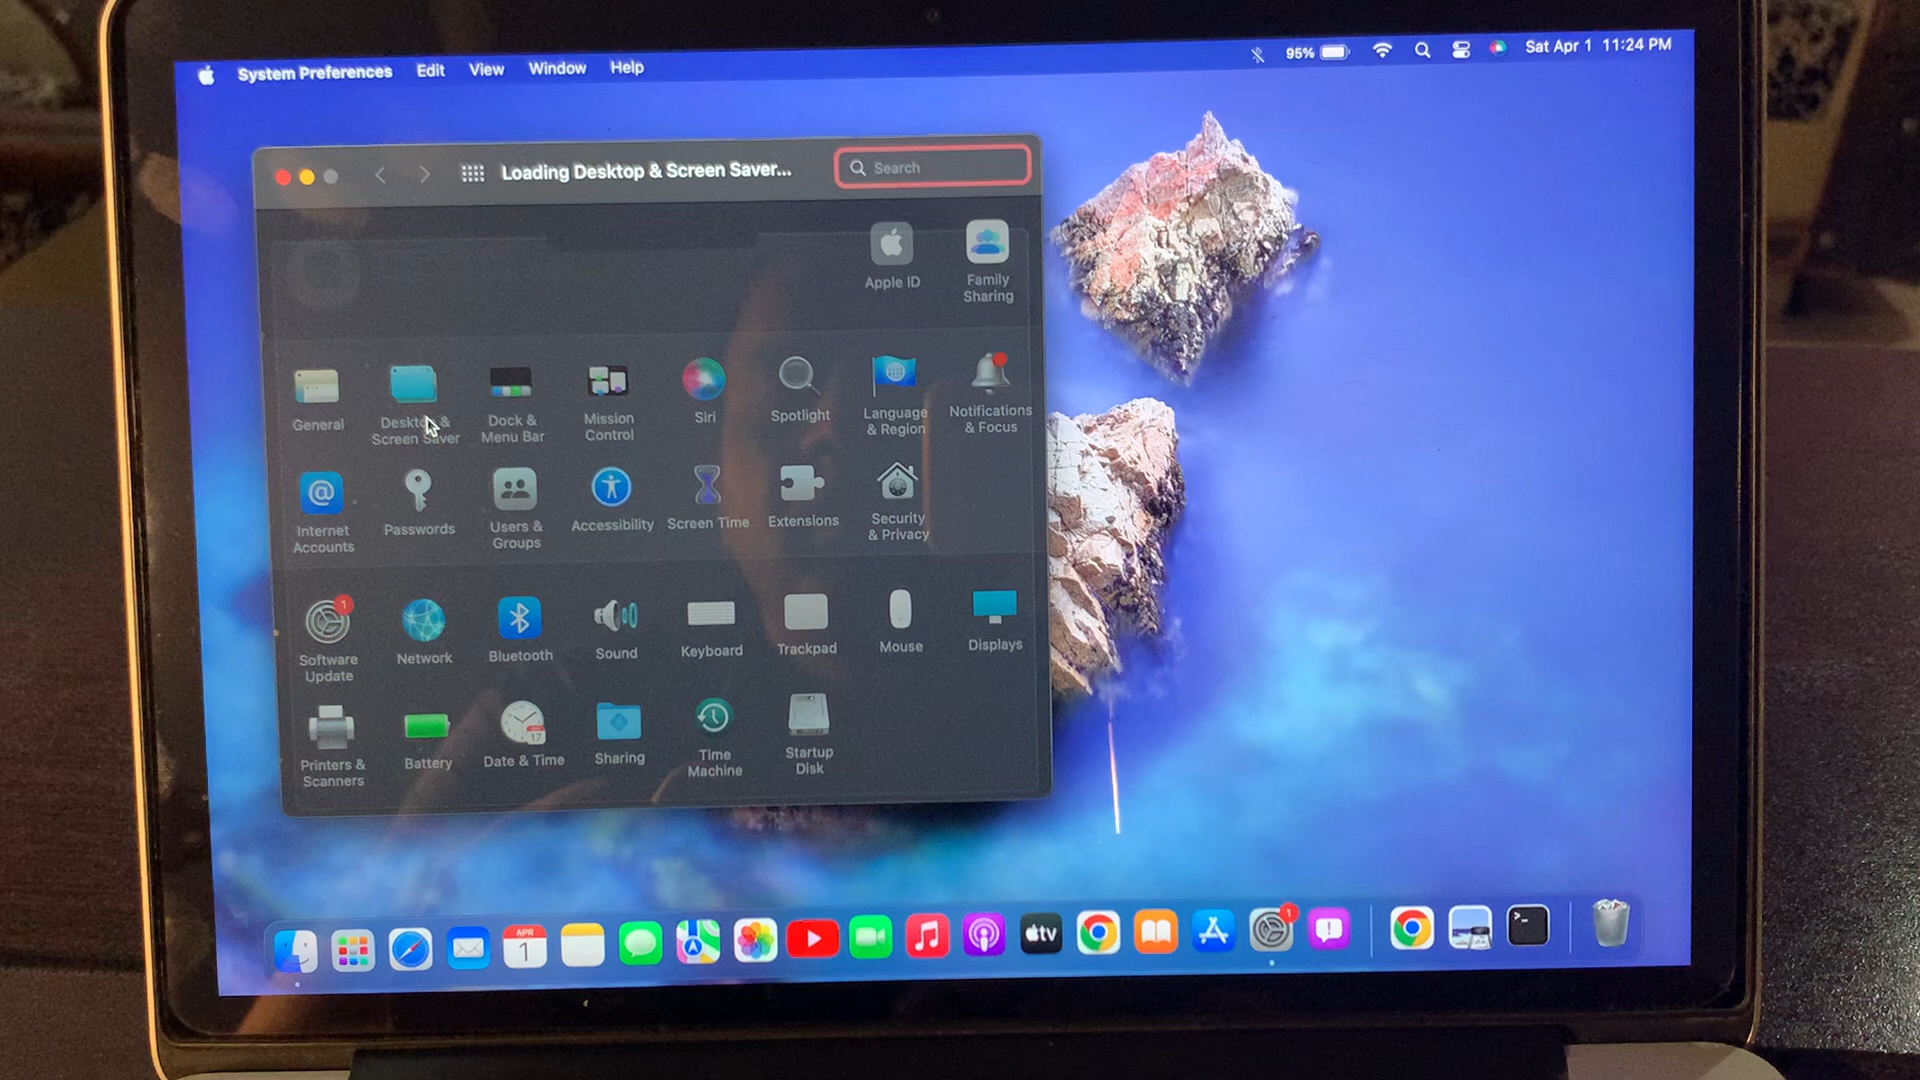 System Preferences Edit View Window Help 95% Sat Apr 1 11:24 PM
Loading Desktop & Screen Saver... Search
Apple ID
Family
Sharing
General
Desktop &
Screen Saver
Dock &
Menu Bar
Mission
Control
Siri
Spotlight
Language
& Region
Notifications
& Focus
Internet
Accounts
Passwords
Users &
Groups
Accessibility
Screen Time
Extensions
Security
& Privacy
1
Software
Update
Network
Bluetooth
Sound
Keyboard
Trackpad
Mouse
Displays
Printers &
Scanners
Battery
17
Date & Time
Sharing
Time
Machine
Startup
Disk
APR
1
tv
1